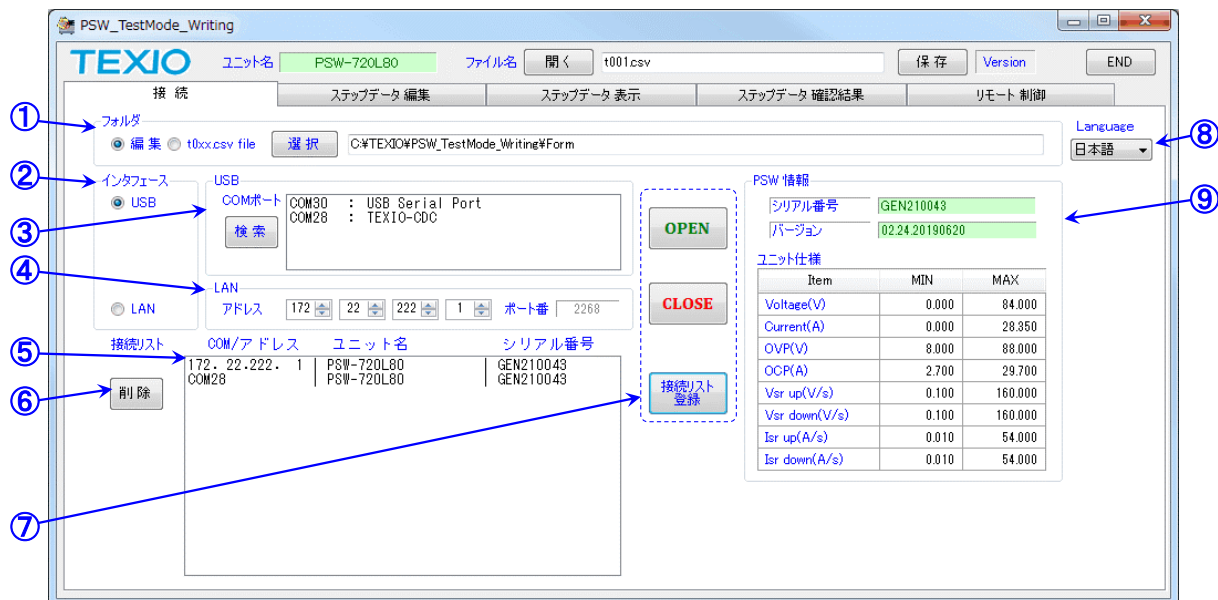 PSW_TestMode_Writing
TEXIO ユニット名 PSW-720L80 ファイル名 開く t001.csv 保存 Version END
接続 ステップデータ編集 ステップデータ表示 ステップデータ確認結果 リモート制御
① フォルダ
編集 t0xx.csv file 選択 C:¥TEXIO¥PSW_TestMode_Writing¥Form
Language
日本語 ⑧
② インタフェース
USB
LAN
③ USB
COMポート
検索
COM30 : USB Serial Port
COM28 : TEXIO-CDC
④ LAN
アドレス 172 22 222 1 ポート番 2268
⑤ 接続リスト COM/アドレス ユニット名 シリアル番号
172. 22.222. 1 | PSW-720L80 | GEN210043
COM28 | PSW-720L80 | GEN210043
⑥ 削除
⑦
OPEN
CLOSE
接続リスト
登録
PSW 情報 ⑨
シリアル番号 GEN210043
バージョン 02.24.20190620
ユニット仕様
Item MIN MAX
Voltage(V) 0.000 84.000
Current(A) 0.000 28.350
OVP(V) 8.000 88.000
OCP(A) 2.700 29.700
Vsr up(V/s) 0.100 160.000
Vsr down(V/s) 0.100 160.000
Isr up(A/s) 0.010 54.000
Isr down(A/s) 0.010 54.000